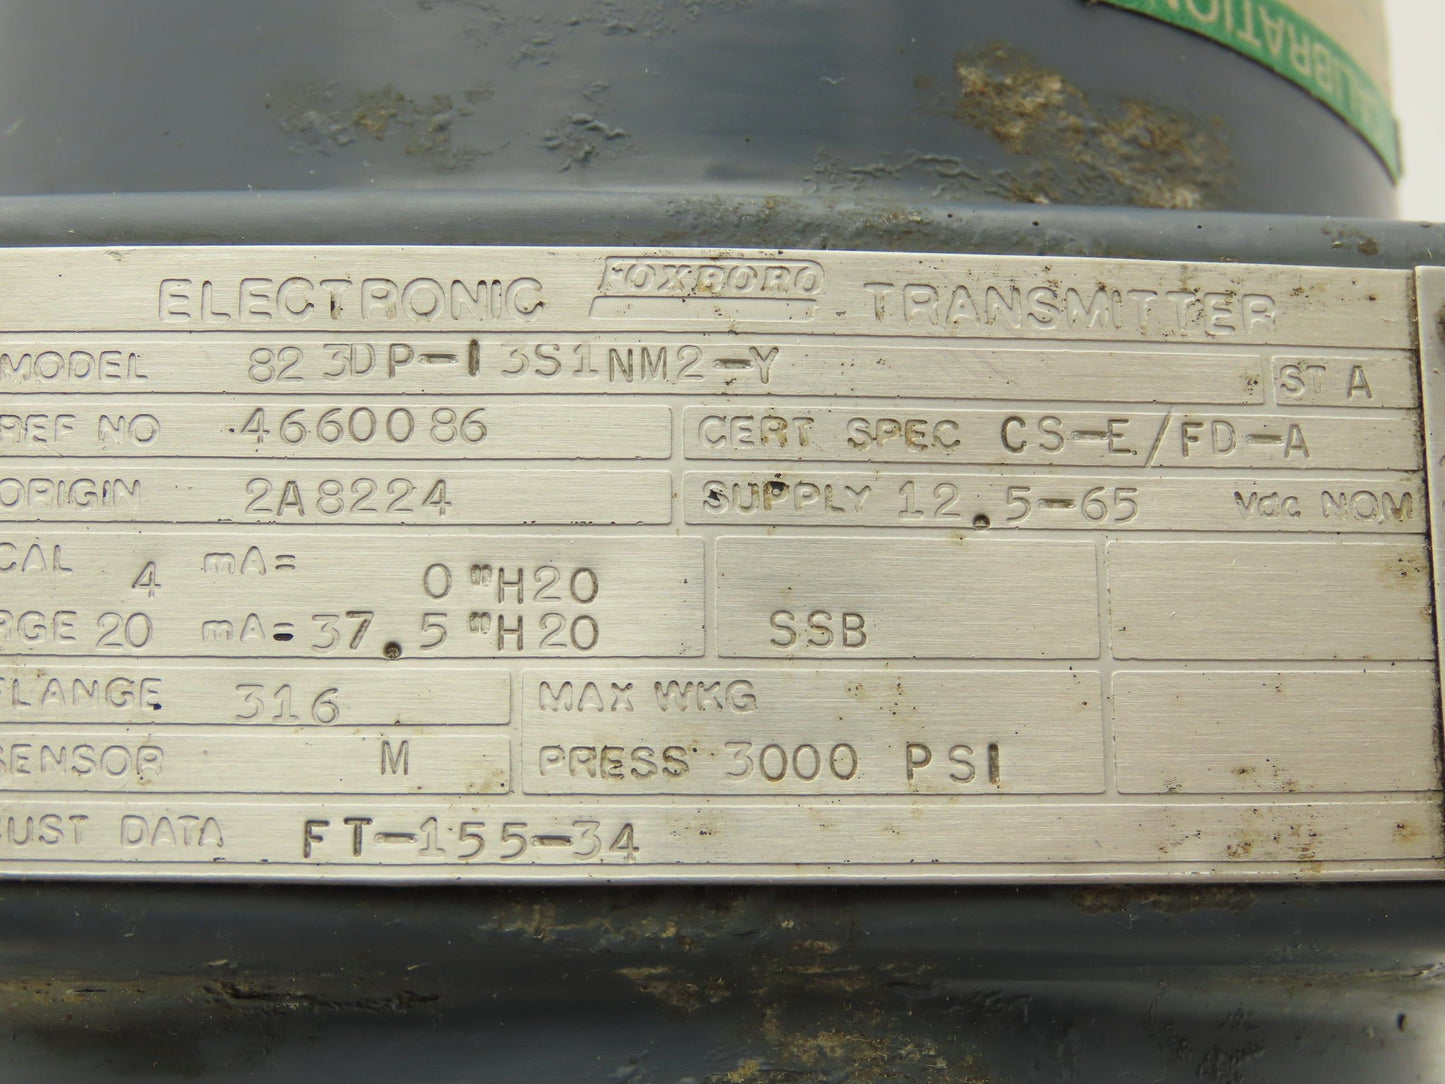 CALIBRATION
ELECTRONIC FOXBORO TRANSMITTER
MODEL 823DP-I3S1NM2-Y ST A
REF NO 4660086 CERT SPEC CS-E/FD-A
ORIGIN 2A8224 SUPPLY 12.5-65 Vdc NOM
CAL 4 mA= 0 "H20
RGE 20 mA= 37.5 "H20 SSB
FLANGE 316 MAX WKG
SENSOR M PRESS 3000 PSI
CUST DATA FT-155-34